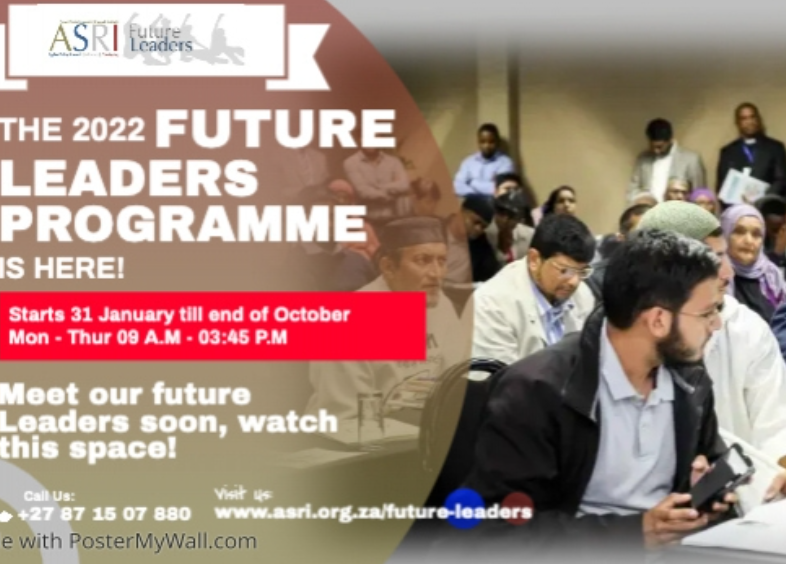 ASRI Future
Leaders
THE 2022 FUTURE
LEADERS
PROGRAMME
IS HERE!
Starts 31 January till end of October
Mon - Thur 09 A.M - 03:45 P.M
Meet our future
Leaders soon, watch
this space!
Call Us:
+27 87 15 07 880
Visit us:
www.asri.org.za/future-leaders
e with PosterMyWall.com